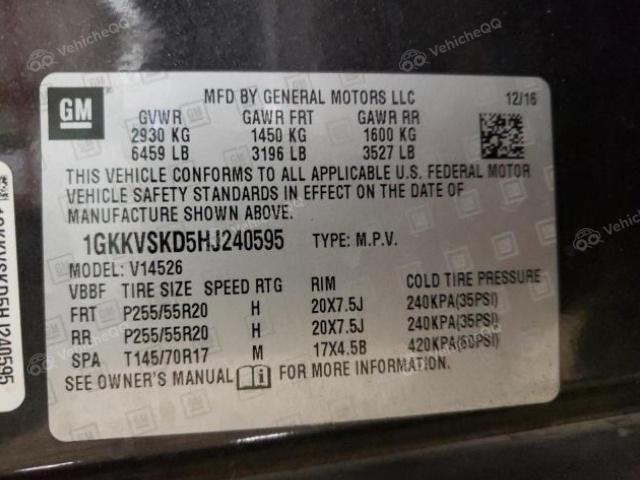 VehicleQQ
GM
MFD BY GENERAL MOTORS LLC 12/16
GVWR GAWR FRT GAWR RR
2930 KG 1450 KG 1600 KG
6459 LB 3196 LB 3527 LB
THIS VEHICLE CONFORMS TO ALL APPLICABLE U.S. FEDERAL MOTOR
VEHICLE SAFETY STANDARDS IN EFFECT ON THE DATE OF
MANUFACTURE SHOWN ABOVE.
1GKKVSKD5HJ240595 TYPE: M.P.V.
MODEL: V14526
VBBF TIRE SIZE SPEED RTG RIM COLD TIRE PRESSURE
FRT P255/55R20 H 20X7.5J 240KPA(35PSI)
RR P255/55R20 H 20X7.5J 240KPA(35PSI)
SPA T145/70R17 M 17X4.5B 420KPA(60PSI)
SEE OWNER'S MANUAL i FOR MORE INFORMATION.
1GKKVSKD5HJ240595